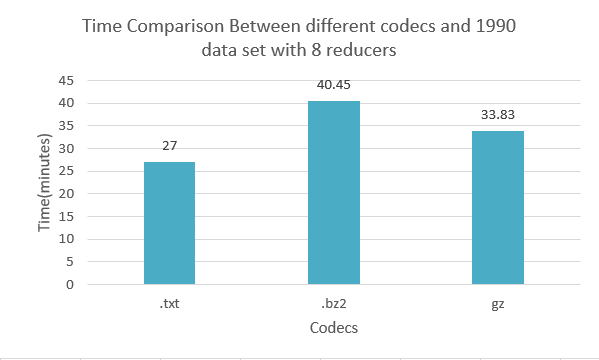 Time Comparison Between different codecs and 1990
data set with 8 reducers
Time(minutes)
45
40
35
30
25
20
15
10
5
0
27
40.45
33.83
.txt
.bz2
gz
Codecs